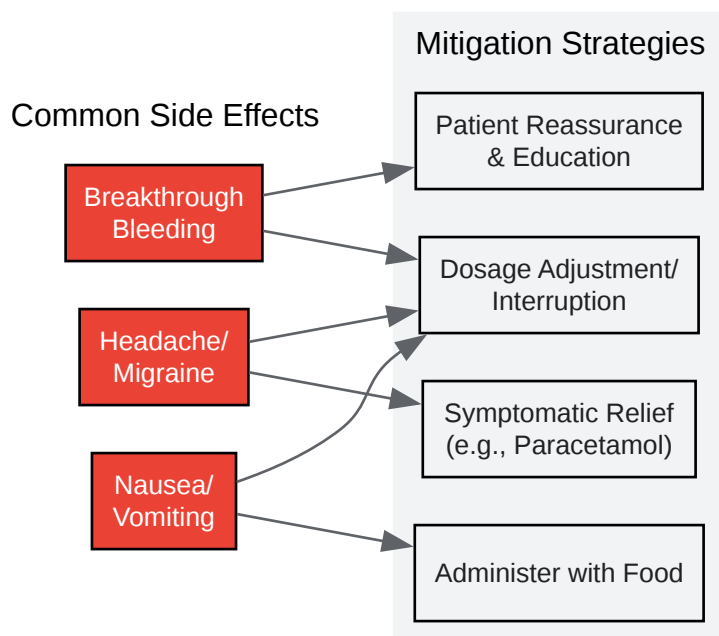 Common Side Effects
Breakthrough
Bleeding
Headache/
Migraine
Nausea/
Vomiting
Mitigation Strategies
Patient Reassurance
& Education
Dosage Adjustment/
Interruption
Symptomatic Relief
(e.g., Paracetamol)
Administer with Food